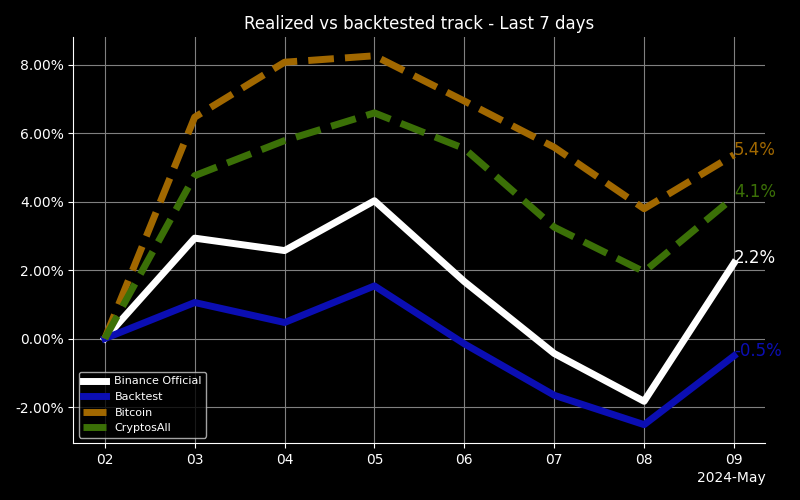 Realized vs backtested track - Last 7 days
8.00%
6.00%
4.00%
2.00%
0.00%
-2.00%
5.4%
4.1%
2.2%
-0.5%
Binance Official
Backtest
Bitcoin
CryptosAll
02 03 04 05 06 07 08 09
2024-May